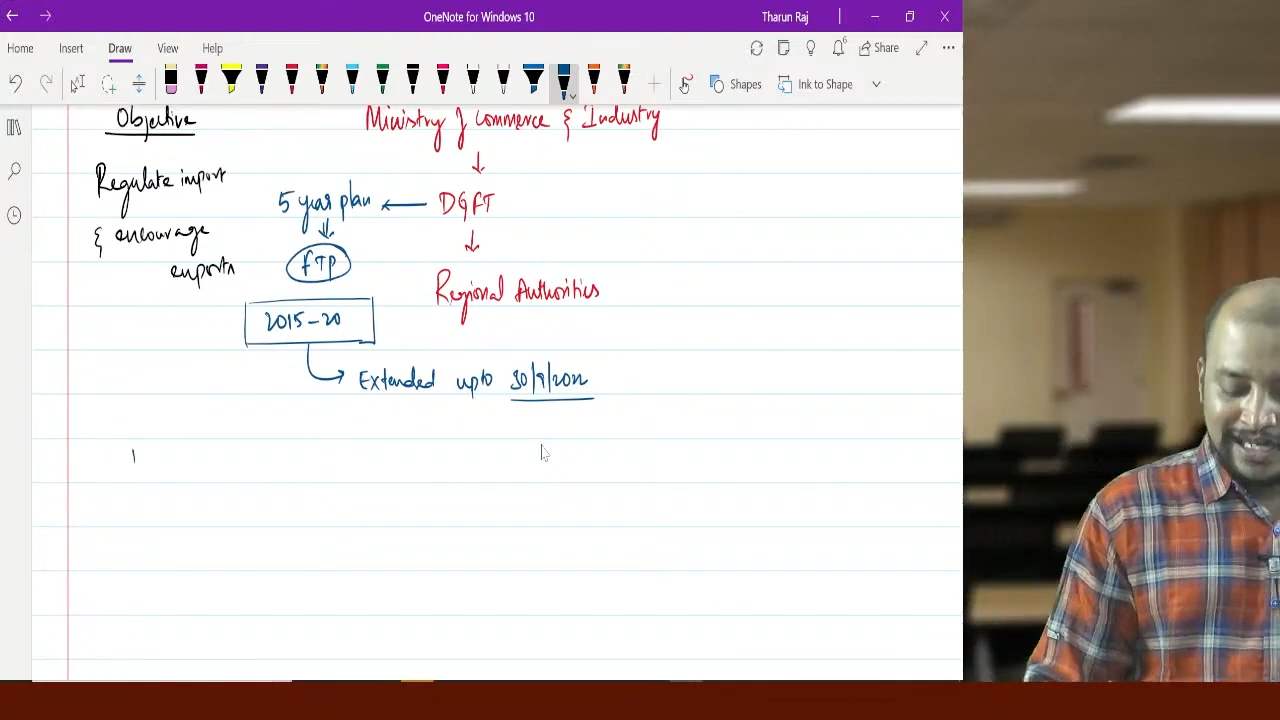 OneNote for Windows 10
Tharun Raj
Home Insert Draw View Help
6
Share
Shapes
Ink to Shape
Objective
Ministry of Commerce & Industry
Regulate import
& encourage
exports
5 year plan
DGFT
FTP
Regional Authorities
2015-20
Extended upto 30/9/2022